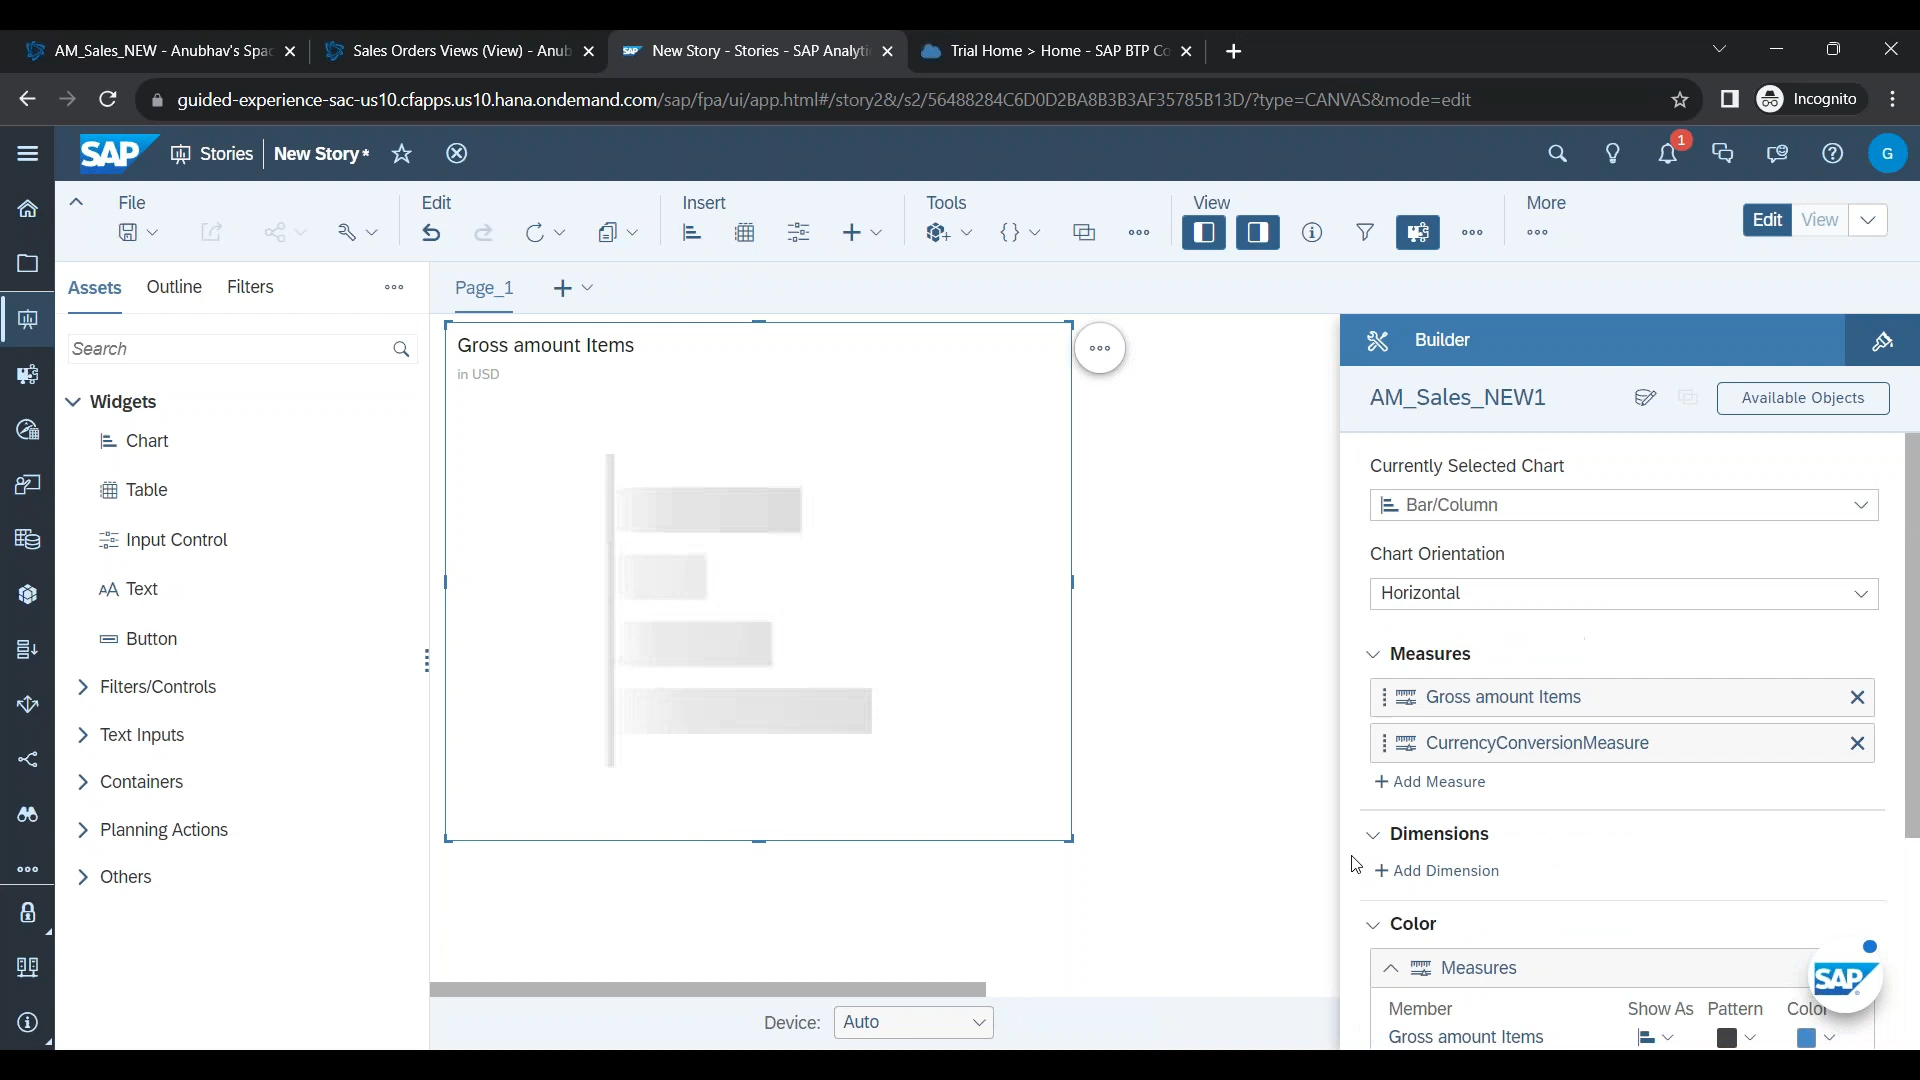 AM_Sales_NEW - Anubhav's Spac
Sales Orders Views (View) - Anub
SAP New Story - Stories - SAP Analyti
Trial Home > Home - SAP BTP Co
guided-experience-sac-us10.cfapps.us10.hana.ondemand.com/sap/fpa/ui/app.html#/story2&/s2/56488284C6D0D2BA8B3B3AF35785B13D/?type=CANVAS&mode=edit
Incognito
SAP
Stories
New Story*
1
G
File
Edit
Insert
Tools
View
More
Edit
View
Assets
Outline
Filters
Page_1
Search
Widgets
Chart
Table
Input Control
AA Text
Button
Filters/Controls
Text Inputs
Containers
Planning Actions
Others
Gross amount Items
in USD
Device:
Auto
Builder
AM_Sales_NEW1
Available Objects
Currently Selected Chart
Bar/Column
Chart Orientation
Horizontal
Measures
Gross amount Items
CurrencyConversionMeasure
+ Add Measure
Dimensions
+ Add Dimension
Color
Measures
SAP
Member
Show As
Pattern
Color
Gross amount Items